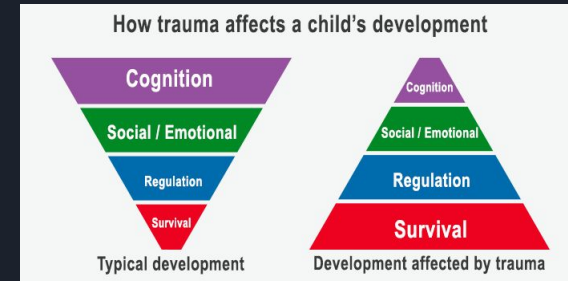 How trauma affects a child's development
Cognition
Social / Emotional
Regulation
Survival
Typical development
Cognition
Social / Emotional
Regulation
Survival
Development affected by trauma